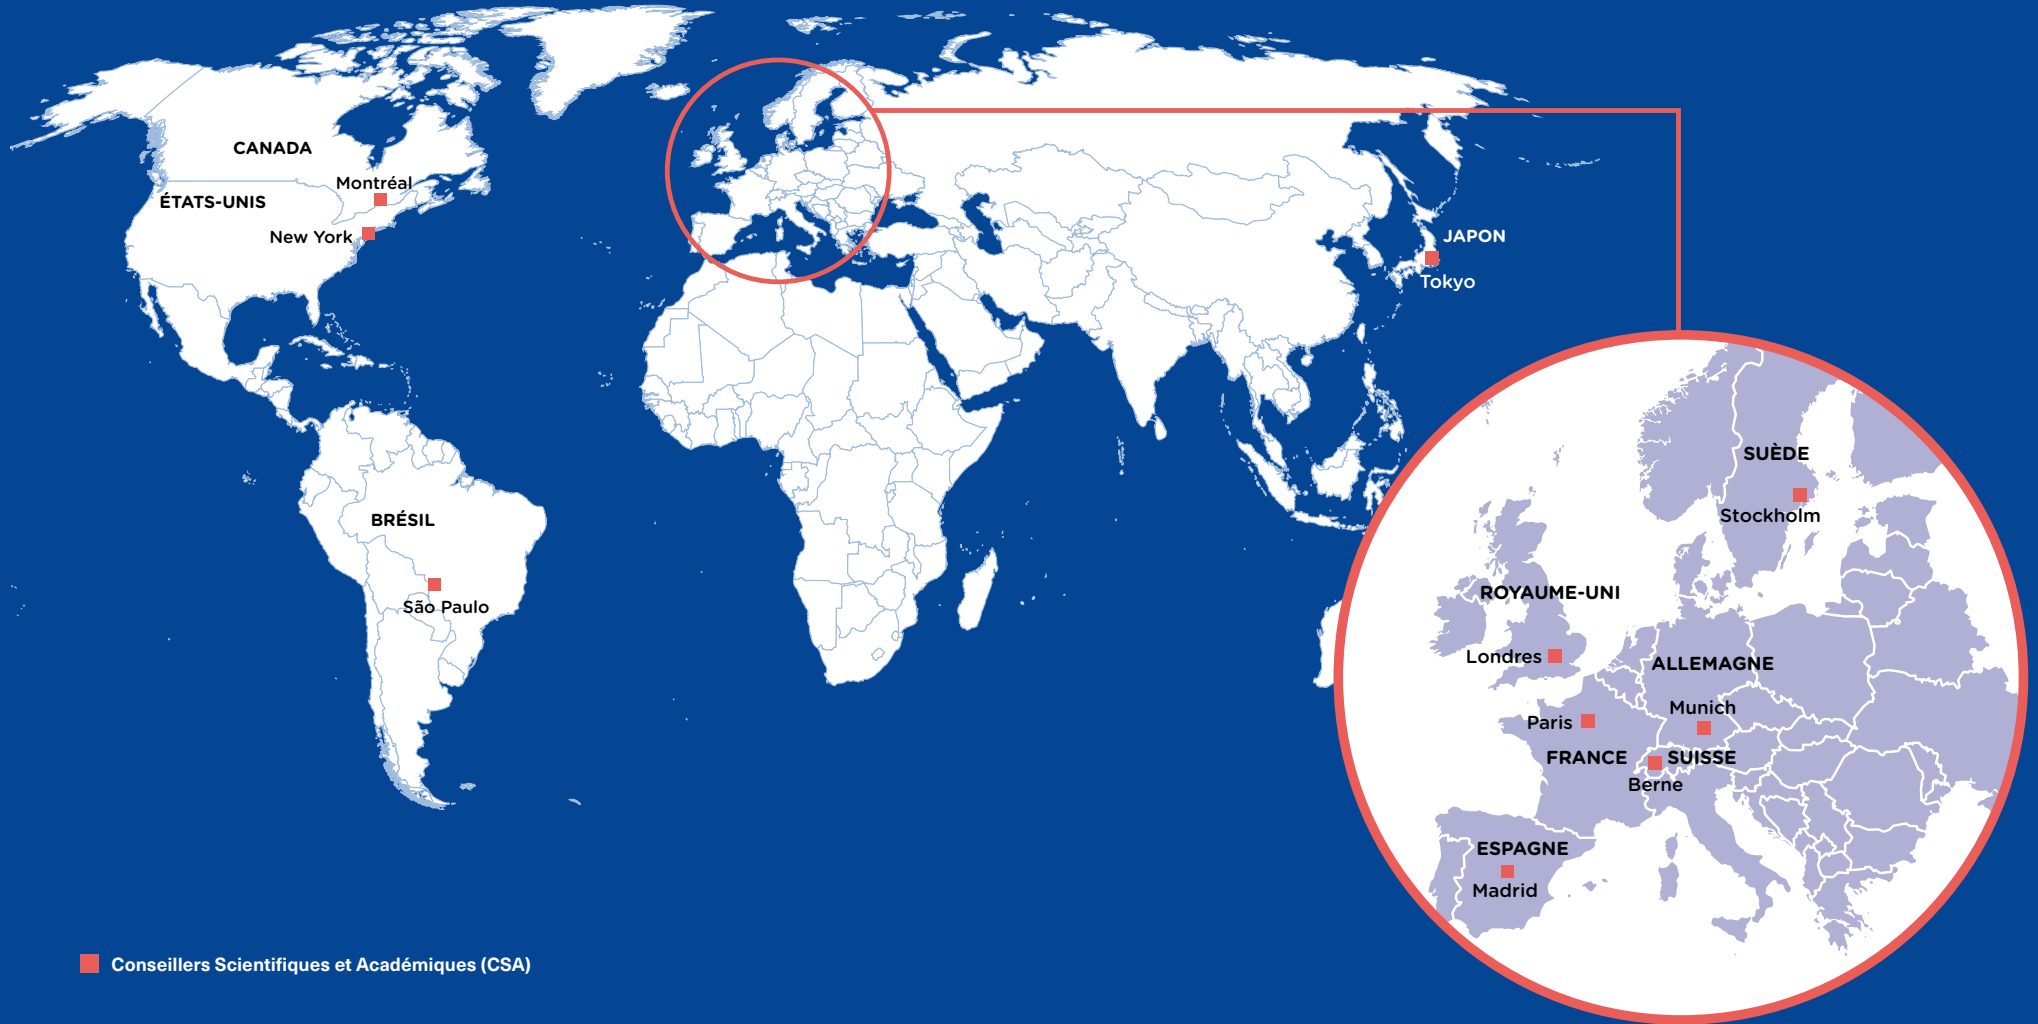 CANADA
Montréal
ÉTATS-UNIS
New York
JAPON
Tokyo
BRÉSIL
São Paulo
SUÈDE
Stockholm
ROYAUME-UNI
Londres
ALLEMAGNE
Munich
Paris
FRANCE
SUISSE
Berne
ESPAGNE
Madrid
Conseillers Scientifiques et Académiques (CSA)